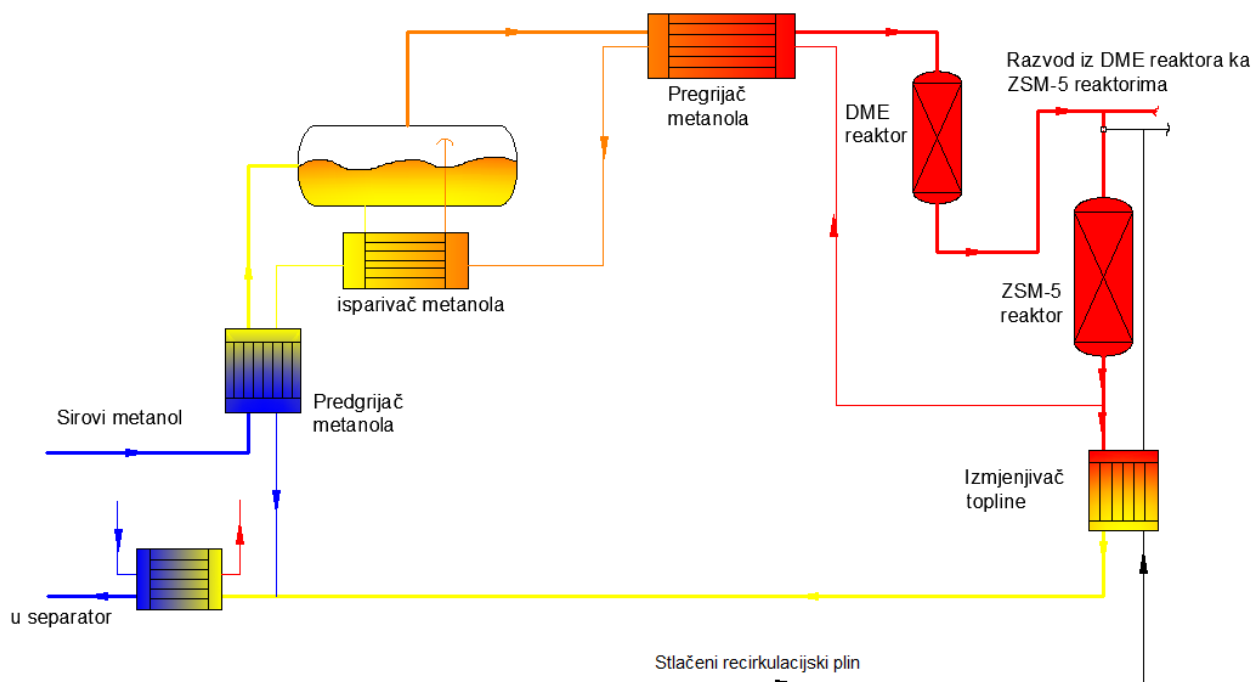 Pregrijač
metanola
DME
reaktor
Razvod iz DME reaktora ka
ZSM-5 reaktorima
isparivač metanola
ZSM-5
reaktor
Sirovi metanol
Predgrijač
metanola
Izmjenjivač
topline
u separator
Stlačeni recirkulacijski plin